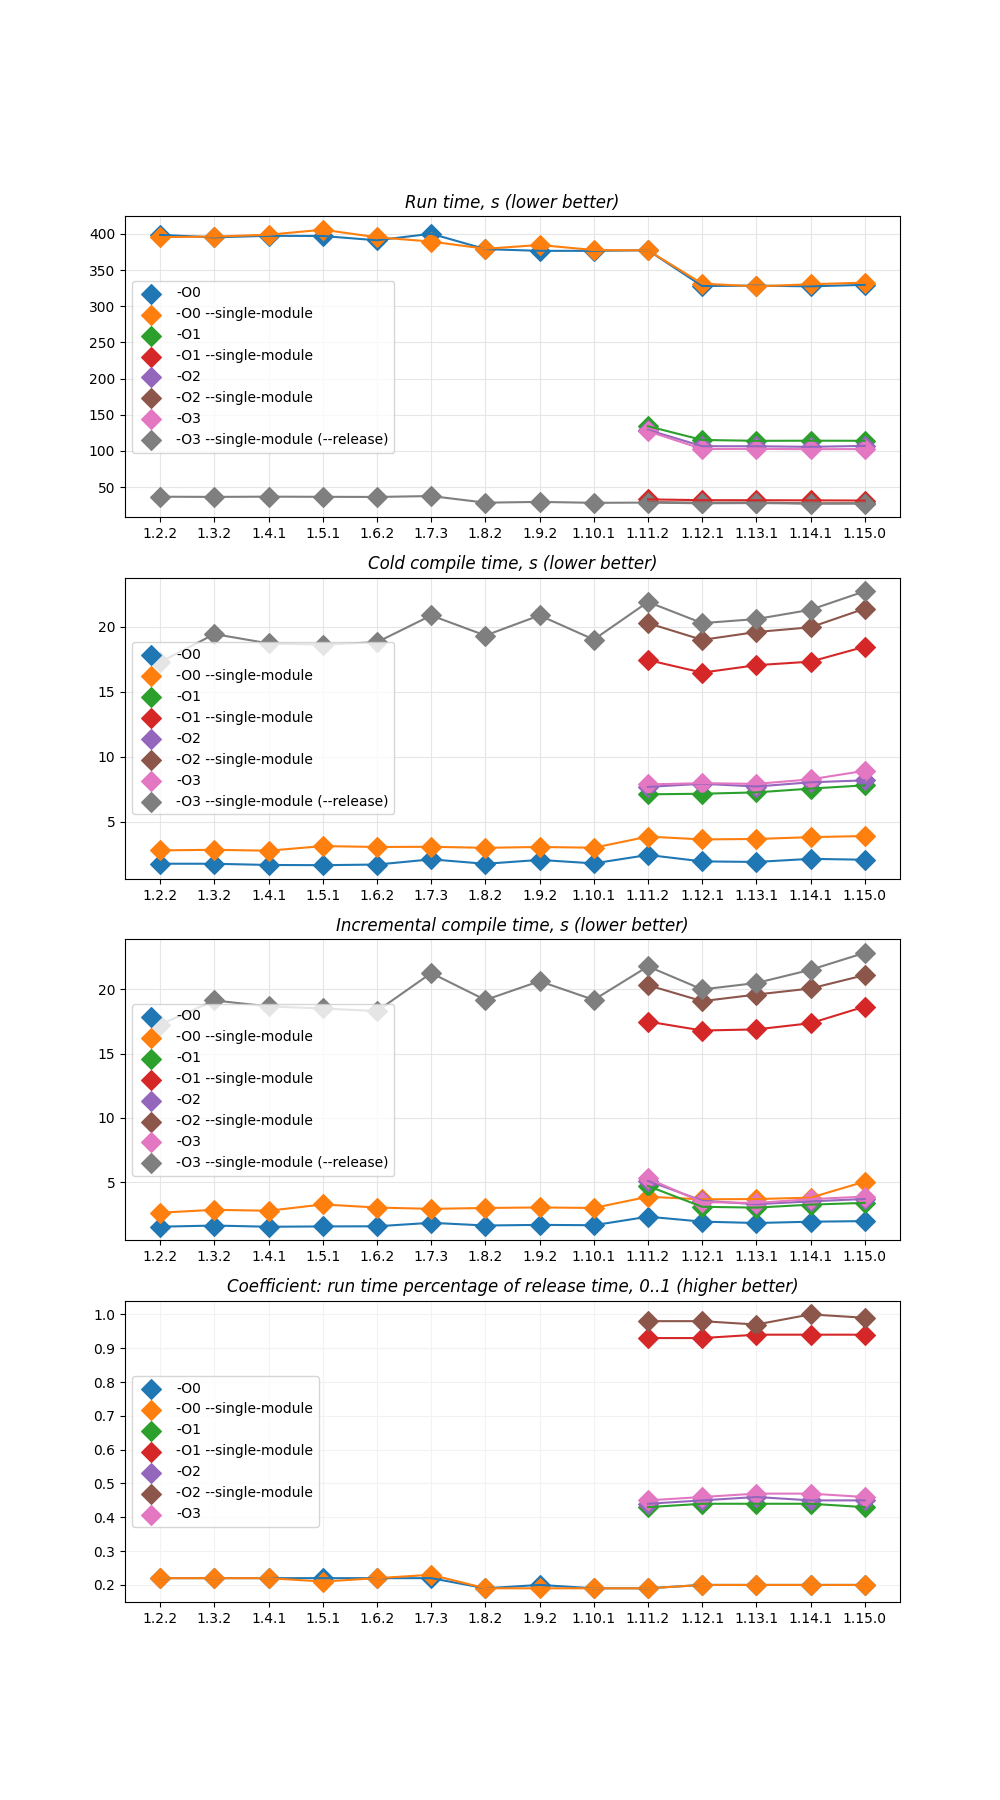 Run time, s (lower better)
400
350
300
250
200
150
100
50
-O0
-O0 --single-module
-O1
-O1 --single-module
-O2
-O2 --single-module
-O3
-O3 --single-module (--release)
1.2.2 1.3.2 1.4.1 1.5.1 1.6.2 1.7.3 1.8.2 1.9.2 1.10.1 1.11.2 1.12.1 1.13.1 1.14.1 1.15.0
Cold compile time, s (lower better)
20
15
10
5
-O0
-O0 --single-module
-O1
-O1 --single-module
-O2
-O2 --single-module
-O3
-O3 --single-module (--release)
1.2.2 1.3.2 1.4.1 1.5.1 1.6.2 1.7.3 1.8.2 1.9.2 1.10.1 1.11.2 1.12.1 1.13.1 1.14.1 1.15.0
Incremental compile time, s (lower better)
20
15
10
5
-O0
-O0 --single-module
-O1
-O1 --single-module
-O2
-O2 --single-module
-O3
-O3 --single-module (--release)
1.2.2 1.3.2 1.4.1 1.5.1 1.6.2 1.7.3 1.8.2 1.9.2 1.10.1 1.11.2 1.12.1 1.13.1 1.14.1 1.15.0
Coefficient: run time percentage of release time, 0..1 (higher better)
1.0
0.9
0.8
0.7
0.6
0.5
0.4
0.3
0.2
-O0
-O0 --single-module
-O1
-O1 --single-module
-O2
-O2 --single-module
-O3
1.2.2 1.3.2 1.4.1 1.5.1 1.6.2 1.7.3 1.8.2 1.9.2 1.10.1 1.11.2 1.12.1 1.13.1 1.14.1 1.15.0